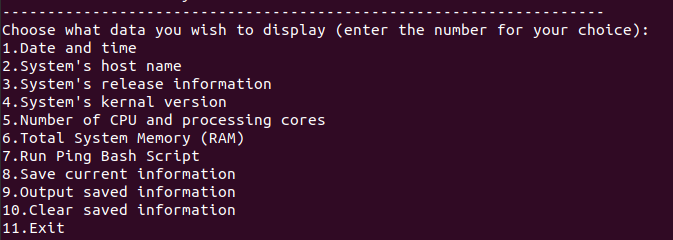 -------------------------------------------------------------------
Choose what data you wish to display (enter the number for your choice):
1.Date and time
2.System's host name
3.System's release information
4.System's kernal version
5.Number of CPU and processing cores
6.Total System Memory (RAM)
7.Run Ping Bash Script
8.Save current information
9.Output saved information
10.Clear saved information
11.Exit